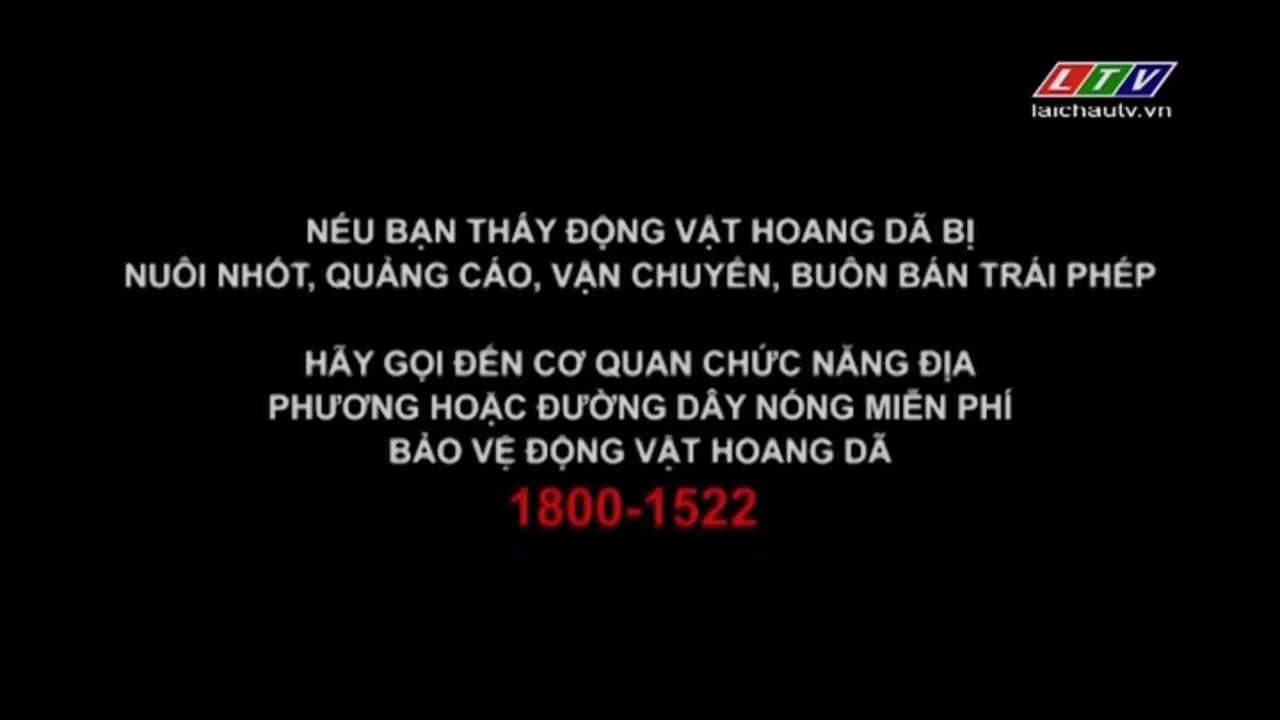 LTV
laichautv.vn
NẾU BẠN THẤY ĐỘNG VẬT HOANG DÃ BỊ
NUÔI NHỐT, QUẢNG CÁO, VẬN CHUYỂN, BUÔN BÁN TRÁI PHÉP
HÃY GỌI ĐẾN CƠ QUAN CHỨC NĂNG ĐỊA
PHƯƠNG HOẶC ĐƯỜNG DÂY NÓNG MIỄN PHÍ
BẢO VỆ ĐỘNG VẬT HOANG DÃ
1800-1522